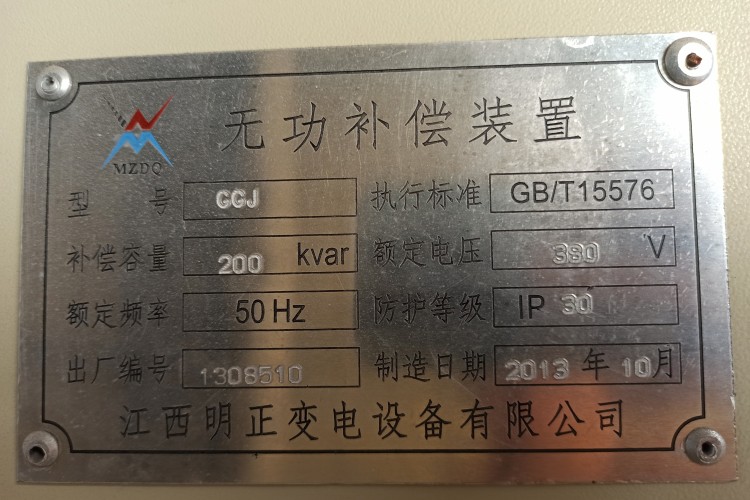 无功补偿装置
MZDQ
型 号 GGJ 执行标准 GB/T15576
补偿容量 200 kvar 额定电压 380 V
额定频率 50 Hz 防护等级 IP 30
出厂编号 1308510 制造日期 2013 年 10 月
江西明正变电设备有限公司